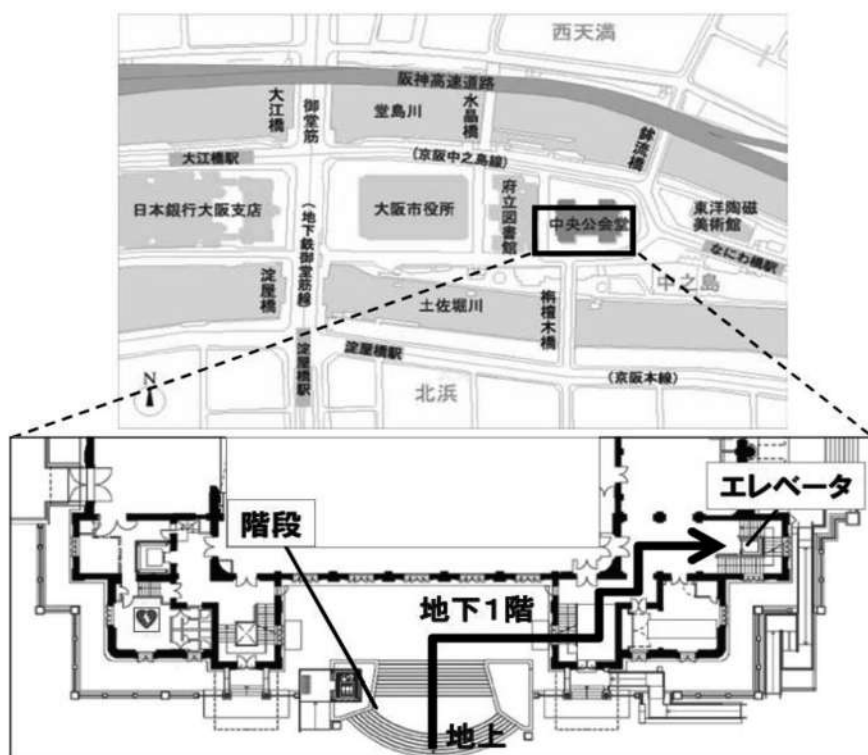 西天満
阪神高速道路
大江橋
御堂筋
堂島川
水晶橋
鉾流橋
大江橋駅
(京阪中之島線)
日本銀行大阪支店
(地下鉄御堂筋線)
大阪市役所
府立図書館
中央公会堂
東洋陶磁
美術館
なにわ橋駅
中之島
淀屋橋
土佐堀川
栴檀木橋
淀屋橋駅
淀屋橋駅
(京阪本線)
北浜
N
エレベータ
階段
地下1階
地上